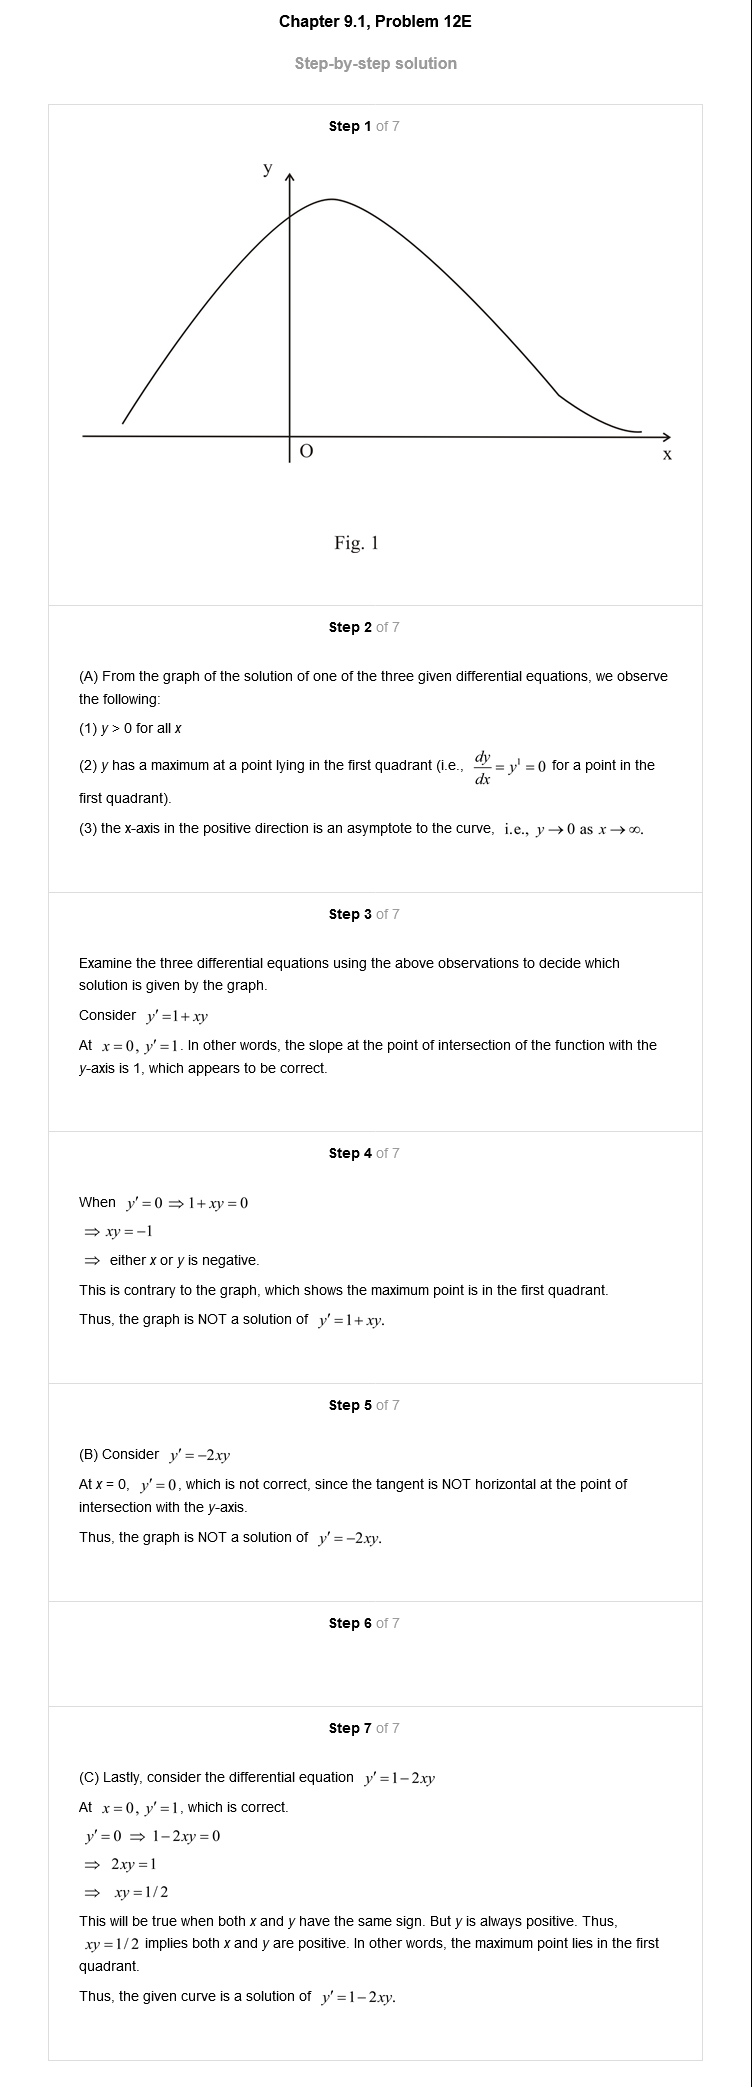 Chapter 9.1, Problem 12E
Step-by-step solution
Step 1 of 7
y
O
x
Fig. 1
Step 2 of 7
(A) From the graph of the solution of one of the three given differential equations, we observe
the following:
(1) y > 0 for all x
(2) y has a maximum at a point lying in the first quadrant (i.e., dy/dx = y^1 = 0 for a point in the
first quadrant).
(3) the x-axis in the positive direction is an asymptote to the curve, i.e., y → 0 as x → ∞.
Step 3 of 7
Examine the three differential equations using the above observations to decide which
solution is given by the graph.
Consider y′ = 1 + xy
At x = 0, y′ = 1. In other words, the slope at the point of intersection of the function with the
y-axis is 1, which appears to be correct.
Step 4 of 7
When y′ = 0 ⇒ 1 + xy = 0
⇒ xy = −1
⇒ either x or y is negative.
This is contrary to the graph, which shows the maximum point is in the first quadrant.
Thus, the graph is NOT a solution of y′ = 1 + xy.
Step 5 of 7
(B) Consider y′ = −2xy
At x = 0, y′ = 0, which is not correct, since the tangent is NOT horizontal at the point of
intersection with the y-axis.
Thus, the graph is NOT a solution of y′ = −2xy.
Step 6 of 7
Step 7 of 7
(C) Lastly, consider the differential equation y′ = 1 − 2xy
At x = 0, y′ = 1, which is correct.
y′ = 0 ⇒ 1 − 2xy = 0
⇒ 2xy = 1
⇒ xy = 1/2
This will be true when both x and y have the same sign. But y is always positive. Thus,
xy = 1/2 implies both x and y are positive. In other words, the maximum point lies in the first
quadrant.
Thus, the given curve is a solution of y′ = 1 − 2xy.